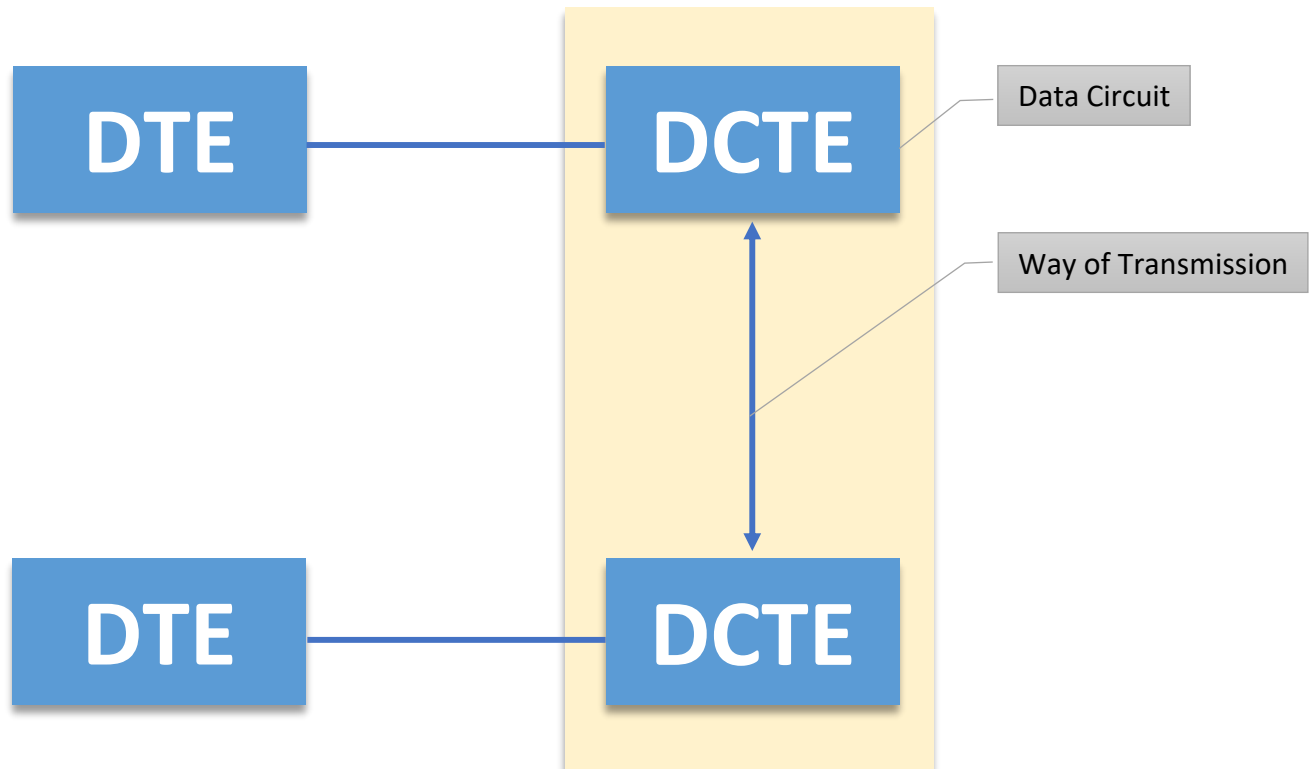 DTE
DCTE
Data Circuit
Way of Transmission
DTE
DCTE